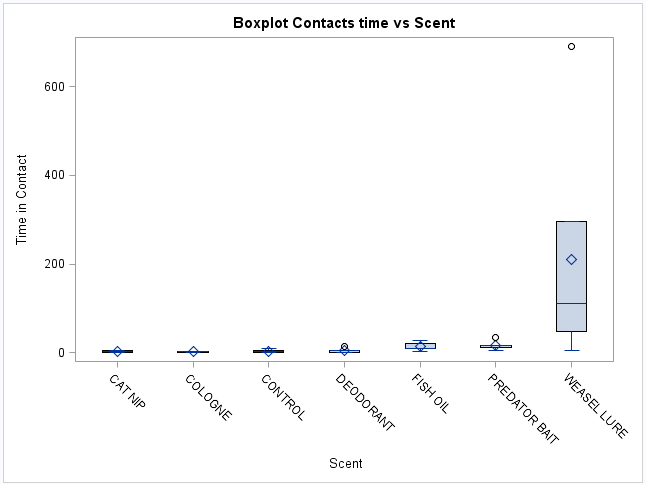 Boxplot Contacts time vs Scent
Time in Contact
600
400
200
0
CAT NIP
COLOGNE
CONTROL
DEODORANT
FISH OIL
PREDATOR BAIT
WEASEL LURE
Scent